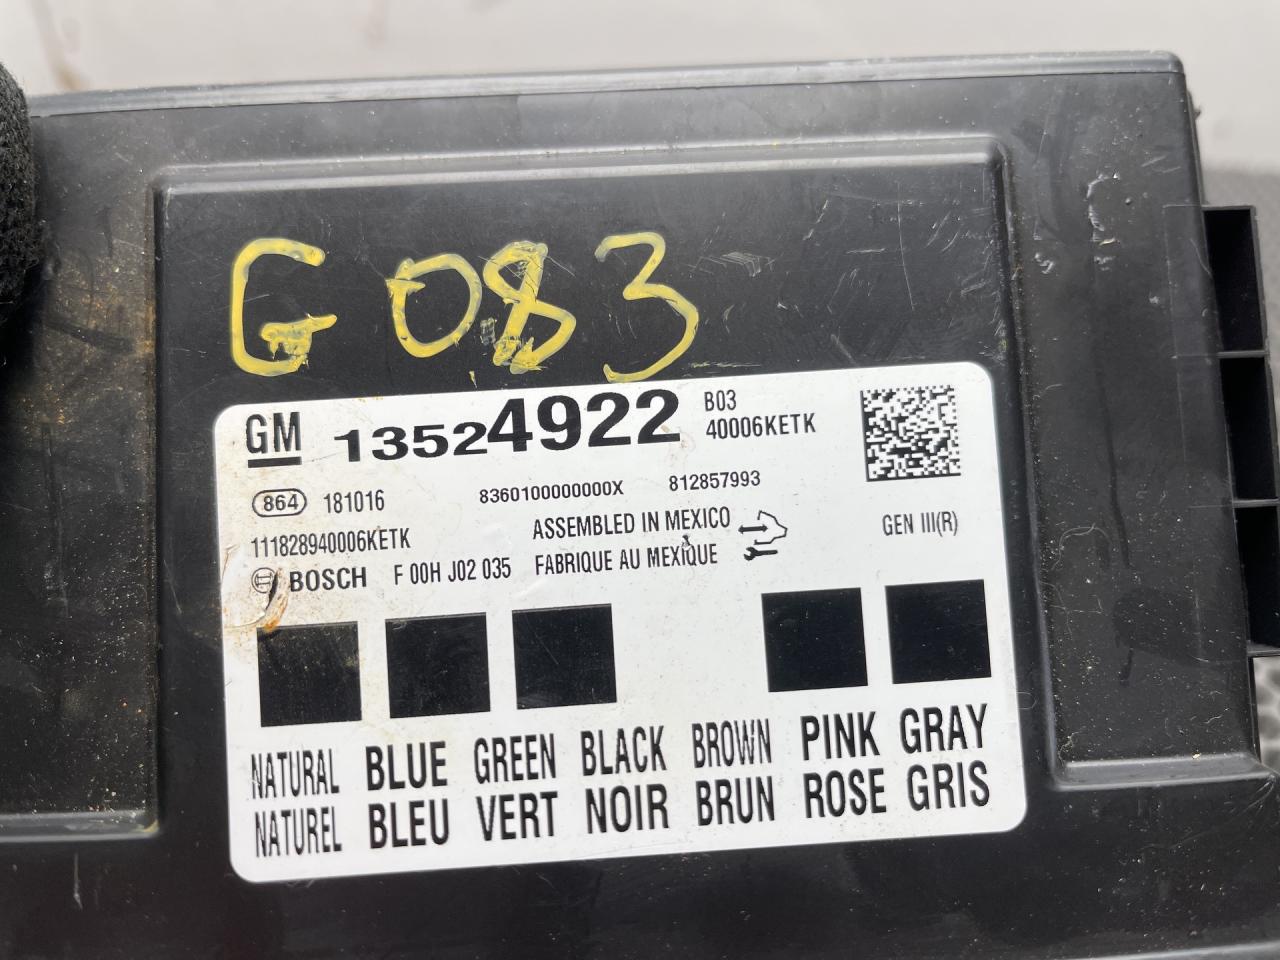 G083
GM 13524922 B03
40006KETK
864 181016 8360100000000X 812857993
111828940006KETK ASSEMBLED IN MEXICO GEN III(R)
BOSCH F 00H J02 035 FABRIQUE AU MEXIQUE
NATURAL BLUE GREEN BLACK BROWN PINK GRAY
NATUREL BLEU VERT NOIR BRUN ROSE GRIS